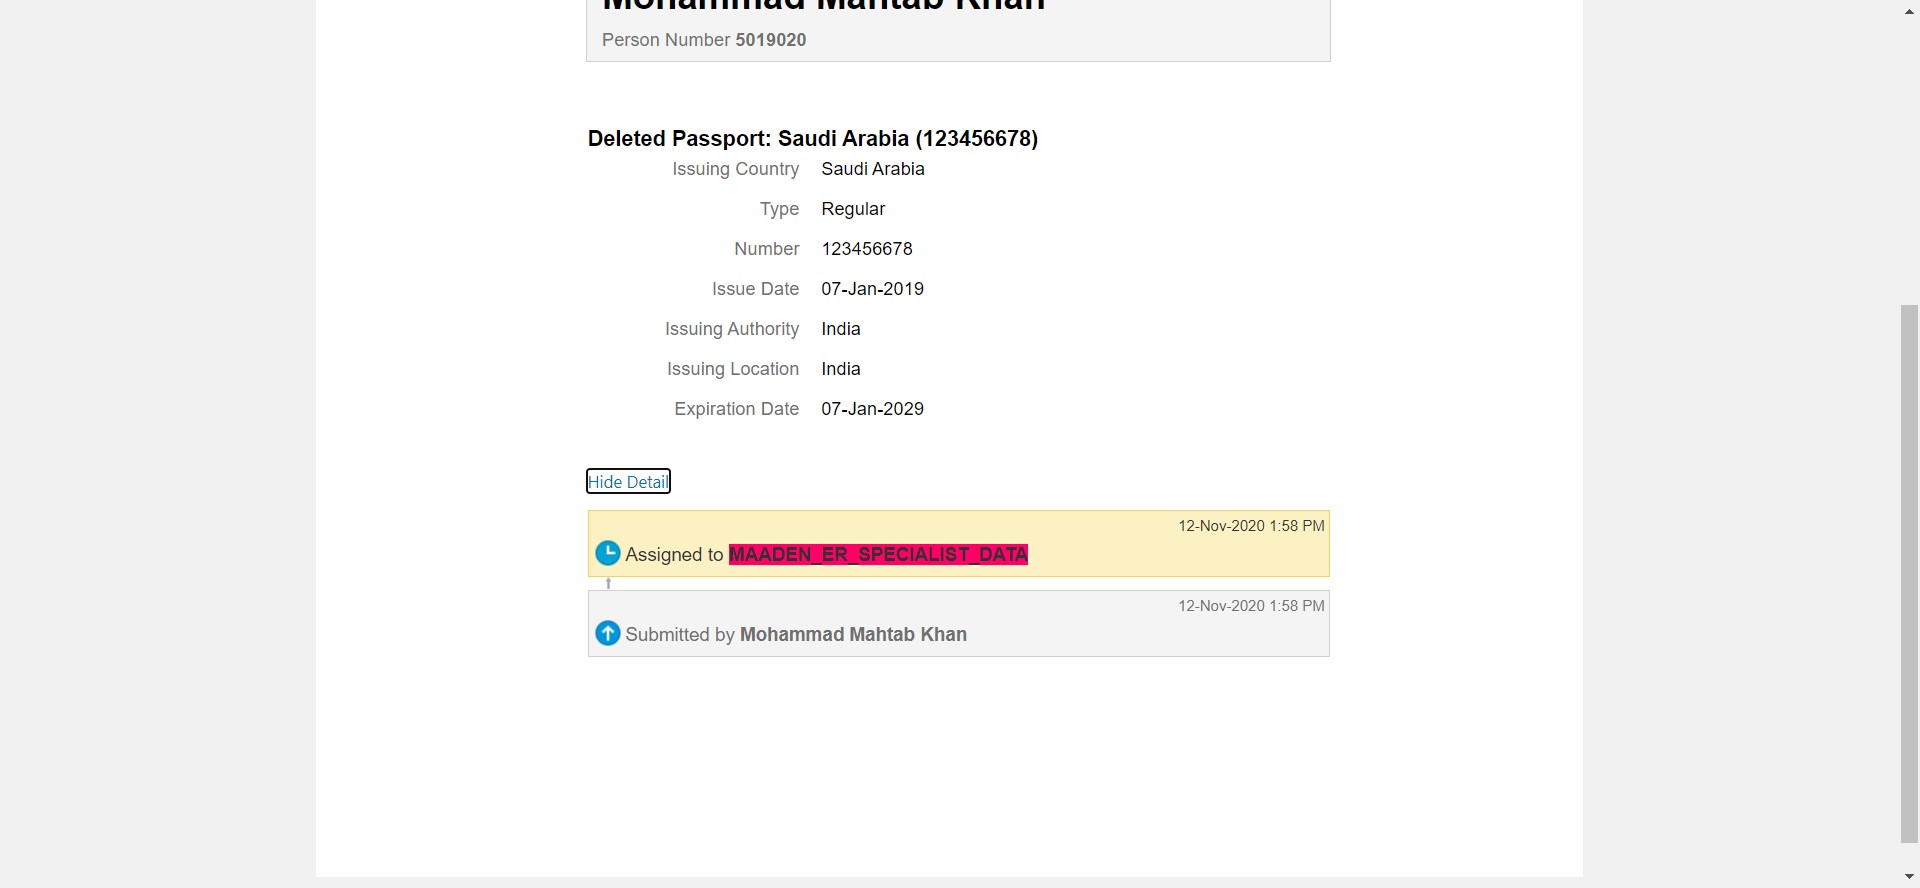 Mohammad Mahtab Khan
Person Number 5019020
Deleted Passport: Saudi Arabia (123456678)
Issuing Country Saudi Arabia
Type Regular
Number 123456678
Issue Date 07-Jan-2019
Issuing Authority India
Issuing Location India
Expiration Date 07-Jan-2029
Hide Detail
12-Nov-2020 1:58 PM
Assigned to MAADEN_ER_SPECIALIST_DATA
12-Nov-2020 1:58 PM
Submitted by Mohammad Mahtab Khan